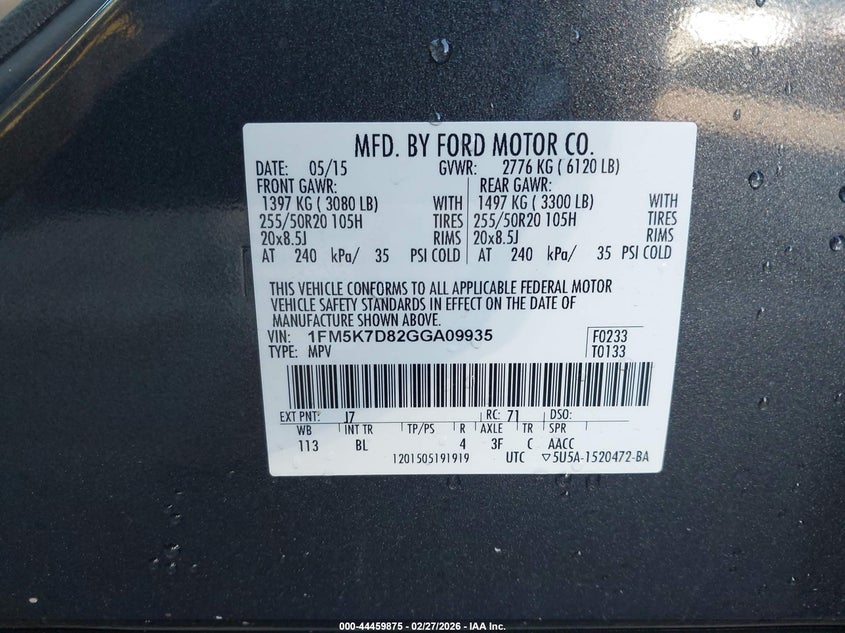 MFD. BY FORD MOTOR CO.
DATE: 05/15 GVWR: 2776 KG ( 6120 LB)
FRONT GAWR: REAR GAWR:
1397 KG ( 3080 LB) WITH 1497 KG ( 3300 LB) WITH
255/50R20 105H TIRES 255/50R20 105H TIRES
20x8.5J RIMS 20x8.5J RIMS
AT 240 kPa/ 35 PSI COLD AT 240 kPa/ 35 PSI COLD
THIS VEHICLE CONFORMS TO ALL APPLICABLE FEDERAL MOTOR
VEHICLE SAFETY STANDARDS IN EFFECT ON THE DATE OF
MANUFACTURE SHOWN ABOVE.
VIN: 1FM5K7D82GGA09935 F0233
TYPE: MPV T0133
EXT PNT: J7 RC: 71 DSO:
WB INT TR TP/PS R AXLE TR SPR
113 BL 4 3F C AACC
1201505191919 UTC ▽5U5A-1520472-BA
000-44459875 - 02/27/2026 - IAA Inc.